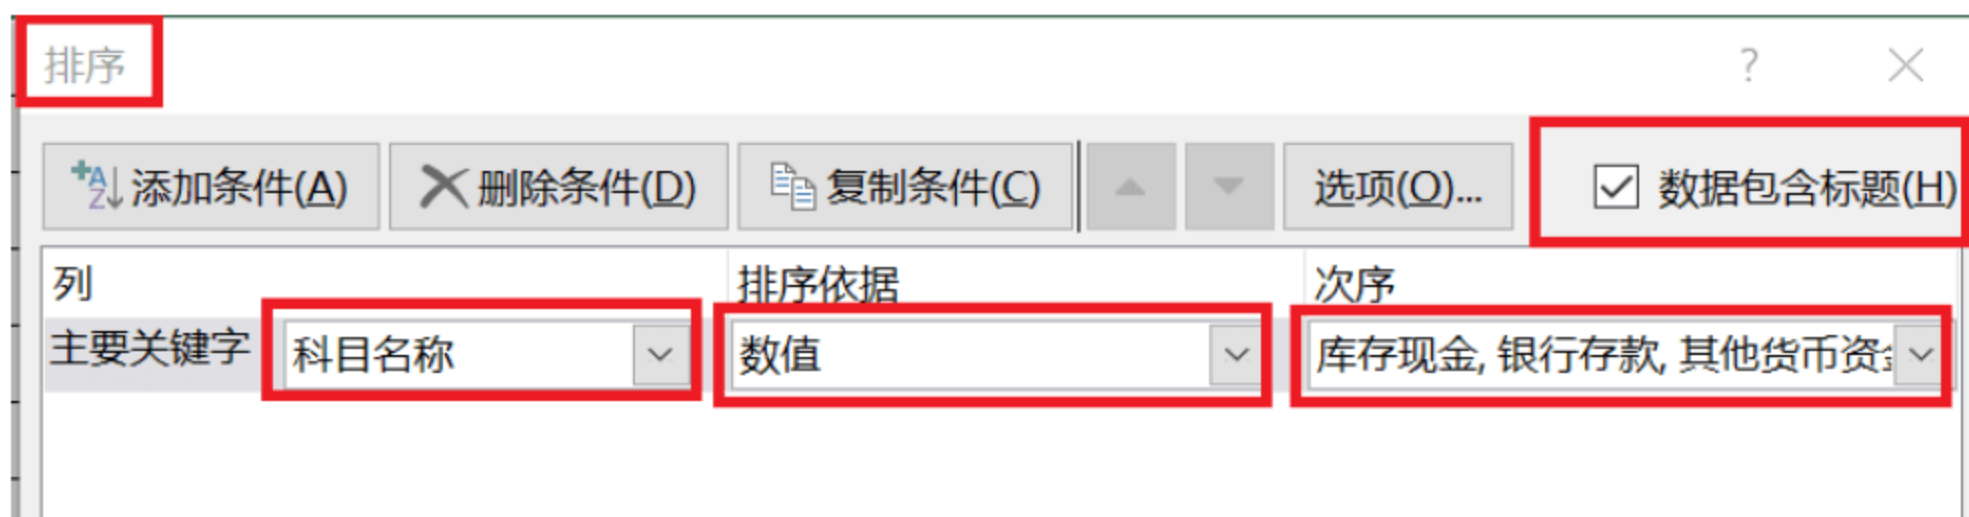 排序
?
添加条件(A) 删除条件(D) 复制条件(C) 选项(O)... 数据包含标题(H)
列 排序依据 次序
主要关键字 科目名称 数值 库存现金, 银行存款, 其他货币资